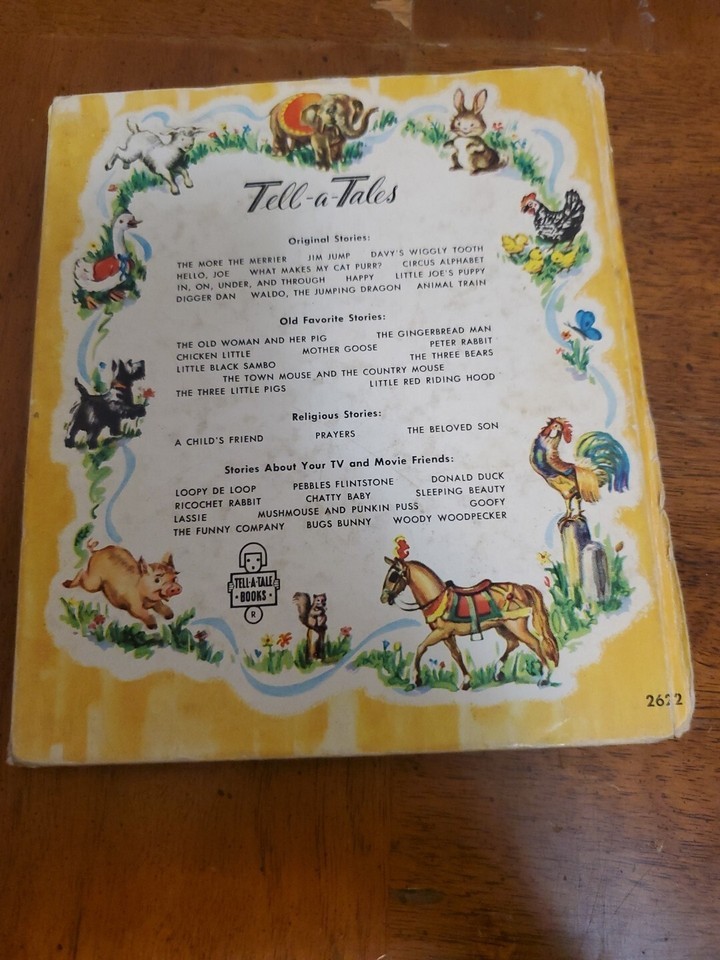 Tell-a-Tales
Original Stories:
THE MORE THE MERRIER JIM JUMP DAVY'S WIGGLY TOOTH
HELLO, JOE WHAT MAKES MY CAT PURR? CIRCUS ALPHABET
IN, ON, UNDER, AND THROUGH HAPPY LITTLE JOE'S PUPPY
DIGGER DAN WALDO, THE JUMPING DRAGON ANIMAL TRAIN
Old Favorite Stories:
THE OLD WOMAN AND HER PIG THE GINGERBREAD MAN
CHICKEN LITTLE MOTHER GOOSE PETER RABBIT
LITTLE BLACK SAMBO THE THREE BEARS
THE TOWN MOUSE AND THE COUNTRY MOUSE
THE THREE LITTLE PIGS LITTLE RED RIDING HOOD
Religious Stories:
A CHILD'S FRIEND PRAYERS THE BELOVED SON
Stories About Your TV and Movie Friends:
LOOPY DE LOOP PEBBLES FLINTSTONE DONALD DUCK
RICOCHET RABBIT CHATTY BABY SLEEPING BEAUTY
LASSIE MUSHMOUSE AND PUNKIN PUSS GOOFY
THE FUNNY COMPANY BUGS BUNNY WOODY WOODPECKER
TELL-A-TALE
• BOOKS •
R
2622